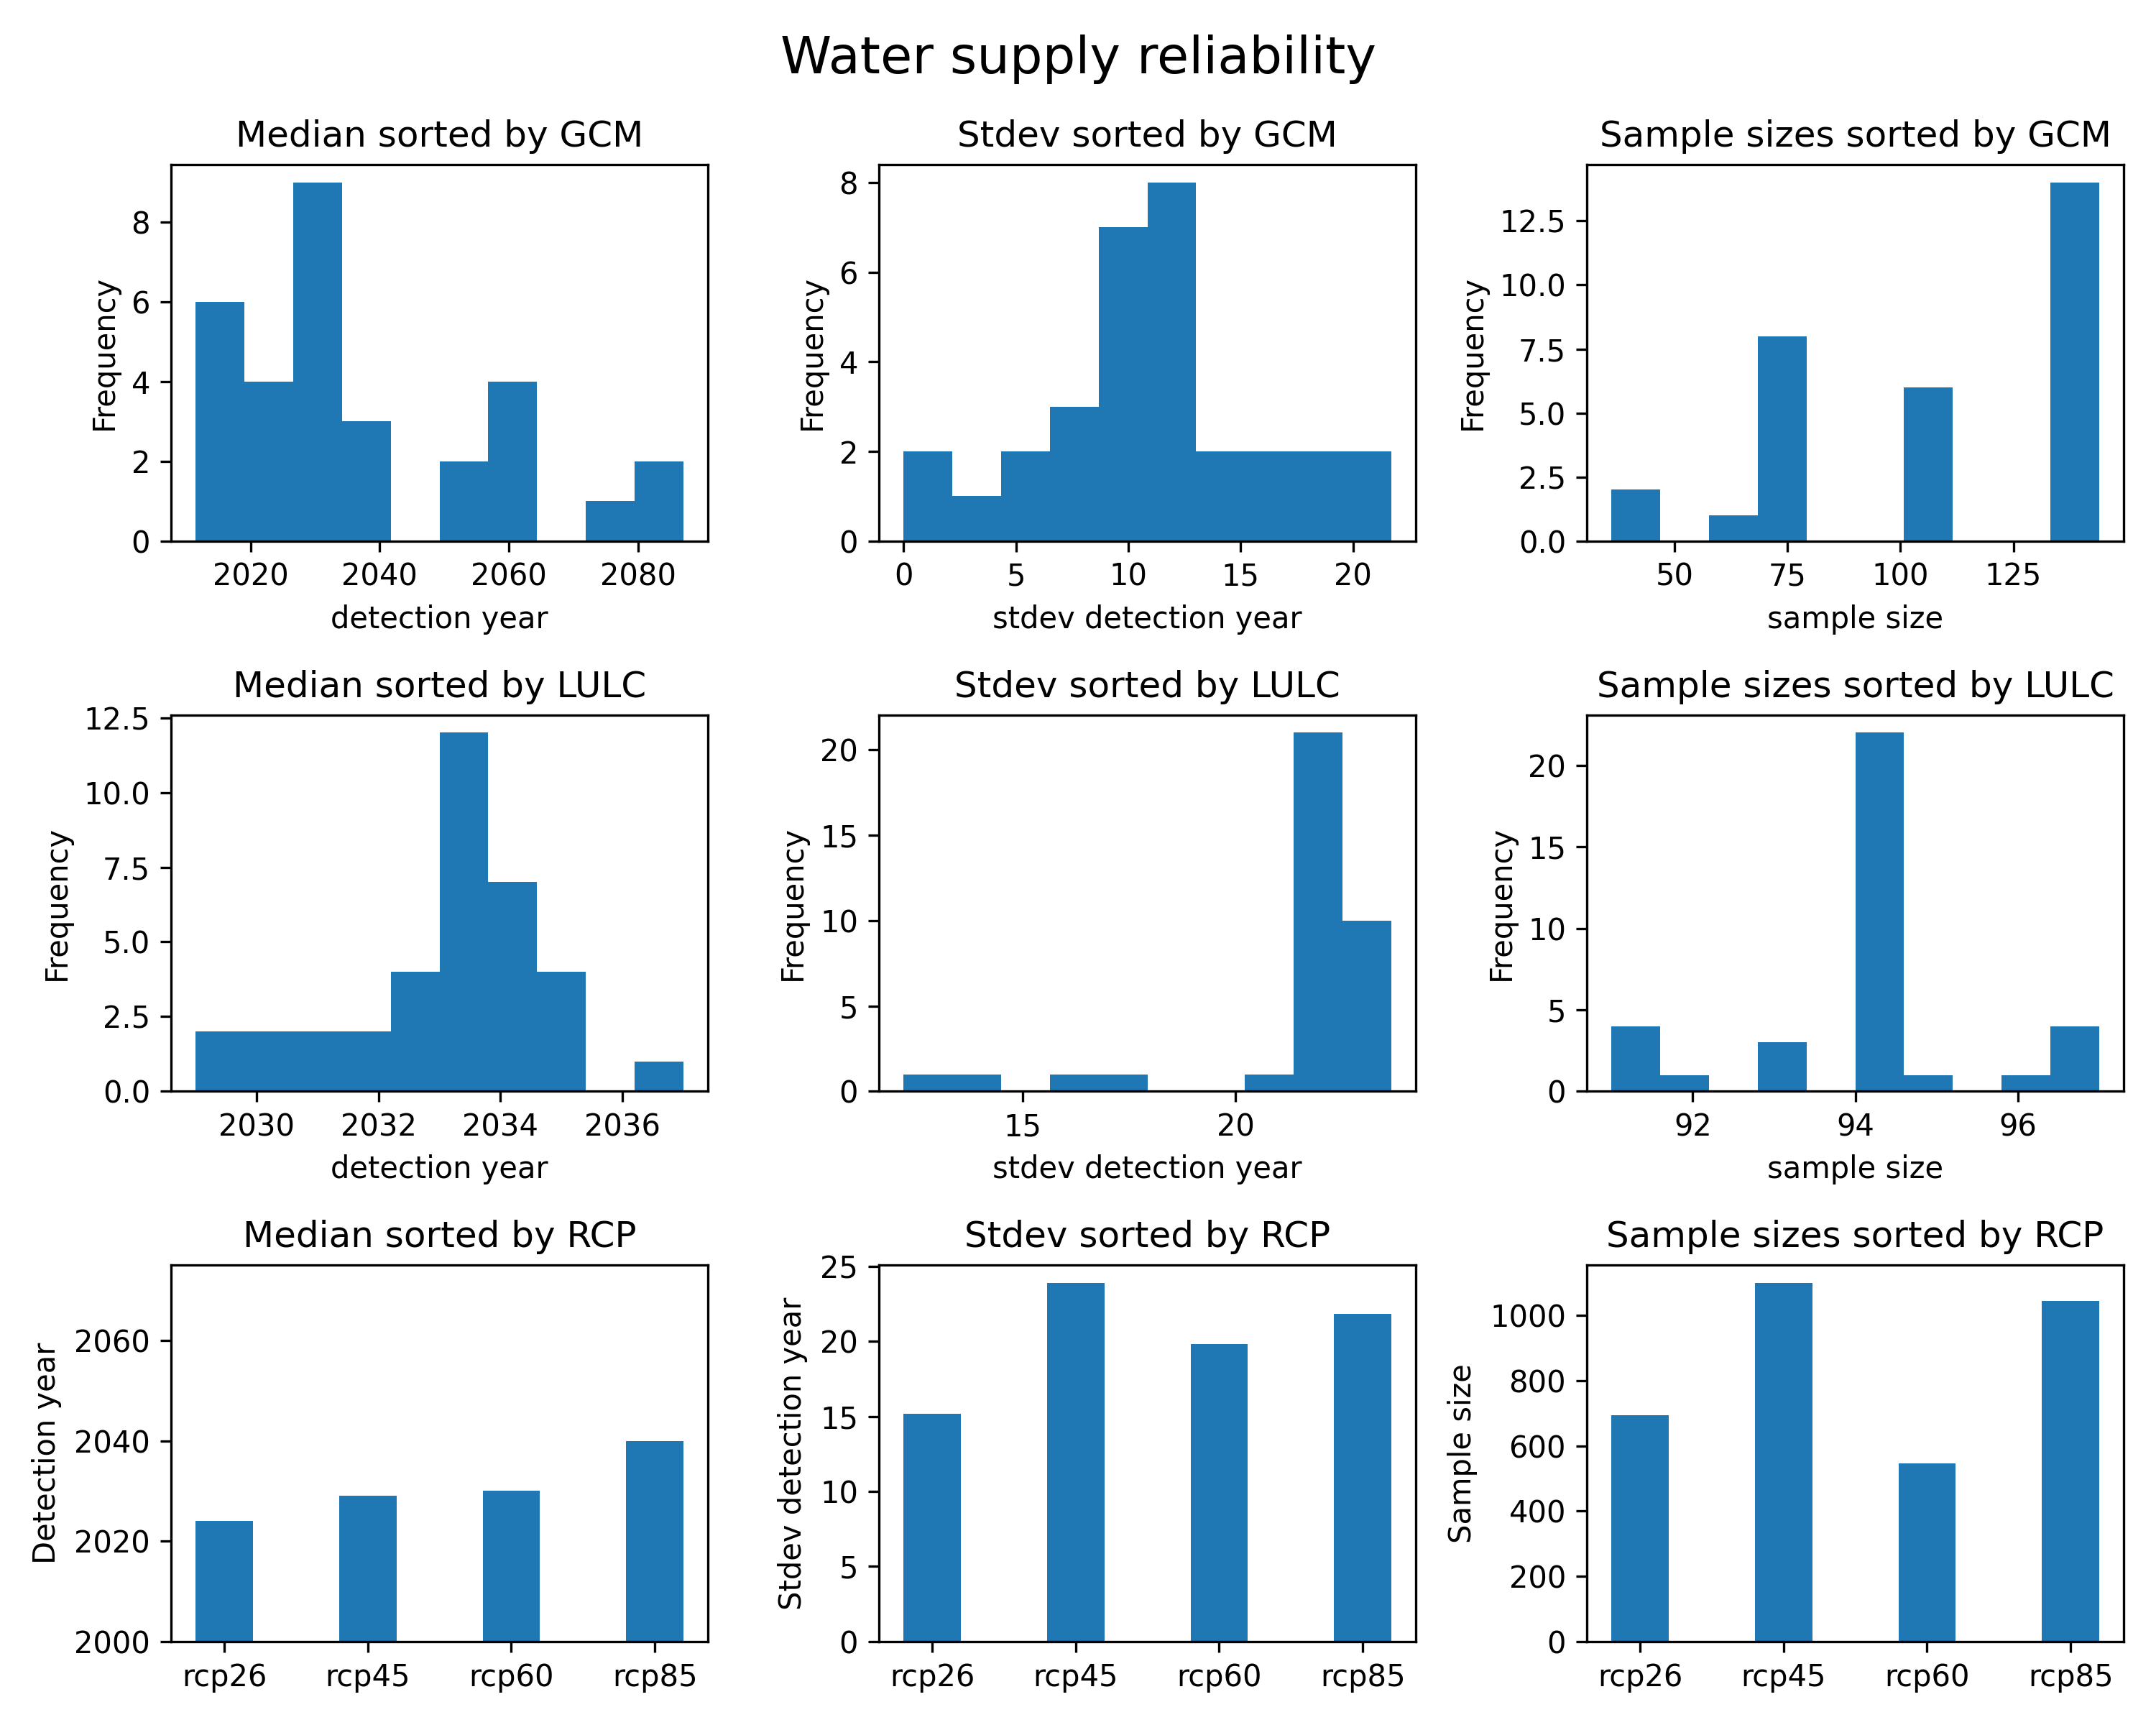 Water supply reliability
Median sorted by GCM
Frequency
8
6
4
2
0
2020 2040 2060 2080
detection year
Stdev sorted by GCM
Frequency
8
6
4
2
0
0 5 10 15 20
stdev detection year
Sample sizes sorted by GCM
Frequency
12.5
10.0
7.5
5.0
2.5
0.0
50 75 100 125
sample size
Median sorted by LULC
Frequency
12.5
10.0
7.5
5.0
2.5
0.0
2030 2032 2034 2036
detection year
Stdev sorted by LULC
Frequency
20
15
10
5
0
15 20
stdev detection year
Sample sizes sorted by LULC
Frequency
20
15
10
5
0
92 94 96
sample size
Median sorted by RCP
Detection year
2060
2040
2020
2000
rcp26 rcp45 rcp60 rcp85
Stdev sorted by RCP
Stdev detection year
25
20
15
10
5
0
rcp26 rcp45 rcp60 rcp85
Sample sizes sorted by RCP
Sample size
1000
800
600
400
200
0
rcp26 rcp45 rcp60 rcp85